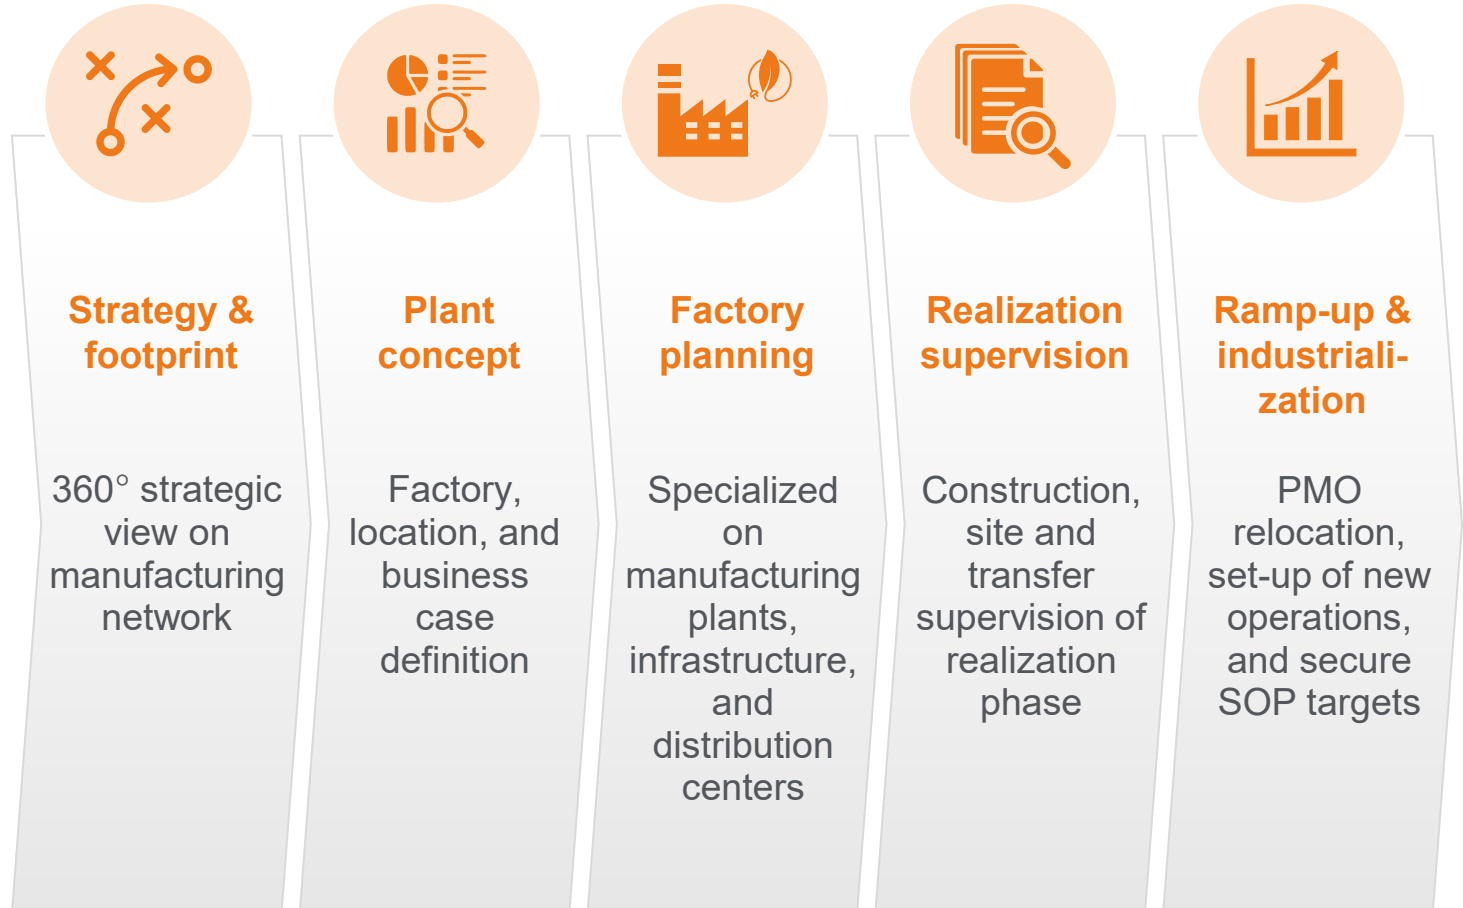 Strategy &
footprint
360° strategic
view on
manufacturing
network
Plant
concept
Factory,
location, and
business
case
definition
Factory
planning
Specialized
on
manufacturing
plants,
infrastructure,
and
distribution
centers
Realization
supervision
Construction,
site and
transfer
supervision of
realization
phase
Ramp-up &
industriali-
zation
PMO
relocation,
set-up of new
operations,
and secure
SOP targets